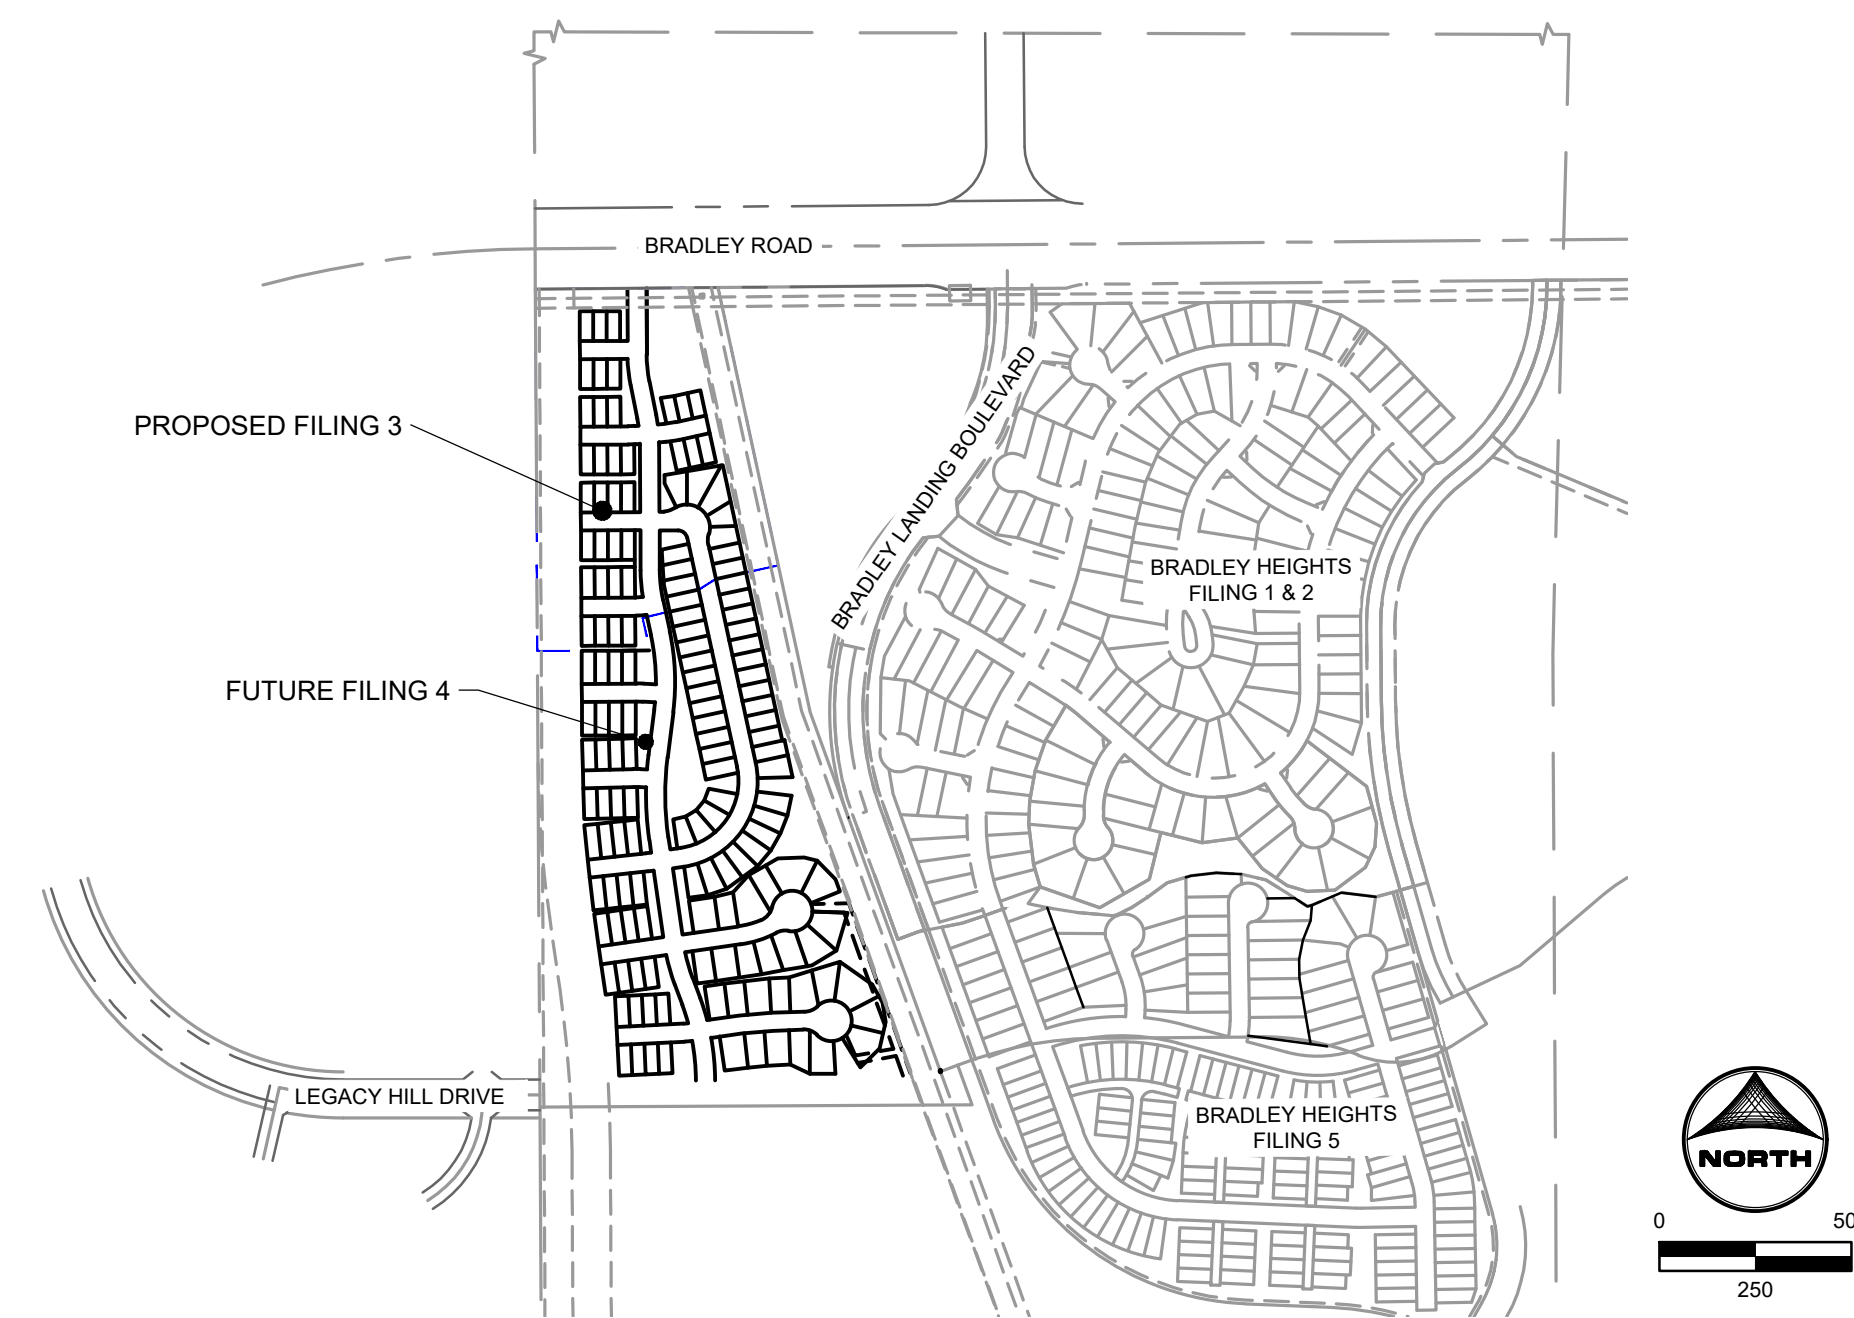 BRADLEY ROAD
PROPOSED FILING 3
BRADLEY LANDING BOULEVARD
BRADLEY HEIGHTS
FILING 1 & 2
FUTURE FILING 4
LEGACY HILL DRIVE
BRADLEY HEIGHTS
FILING 5
NORTH
0
50
250